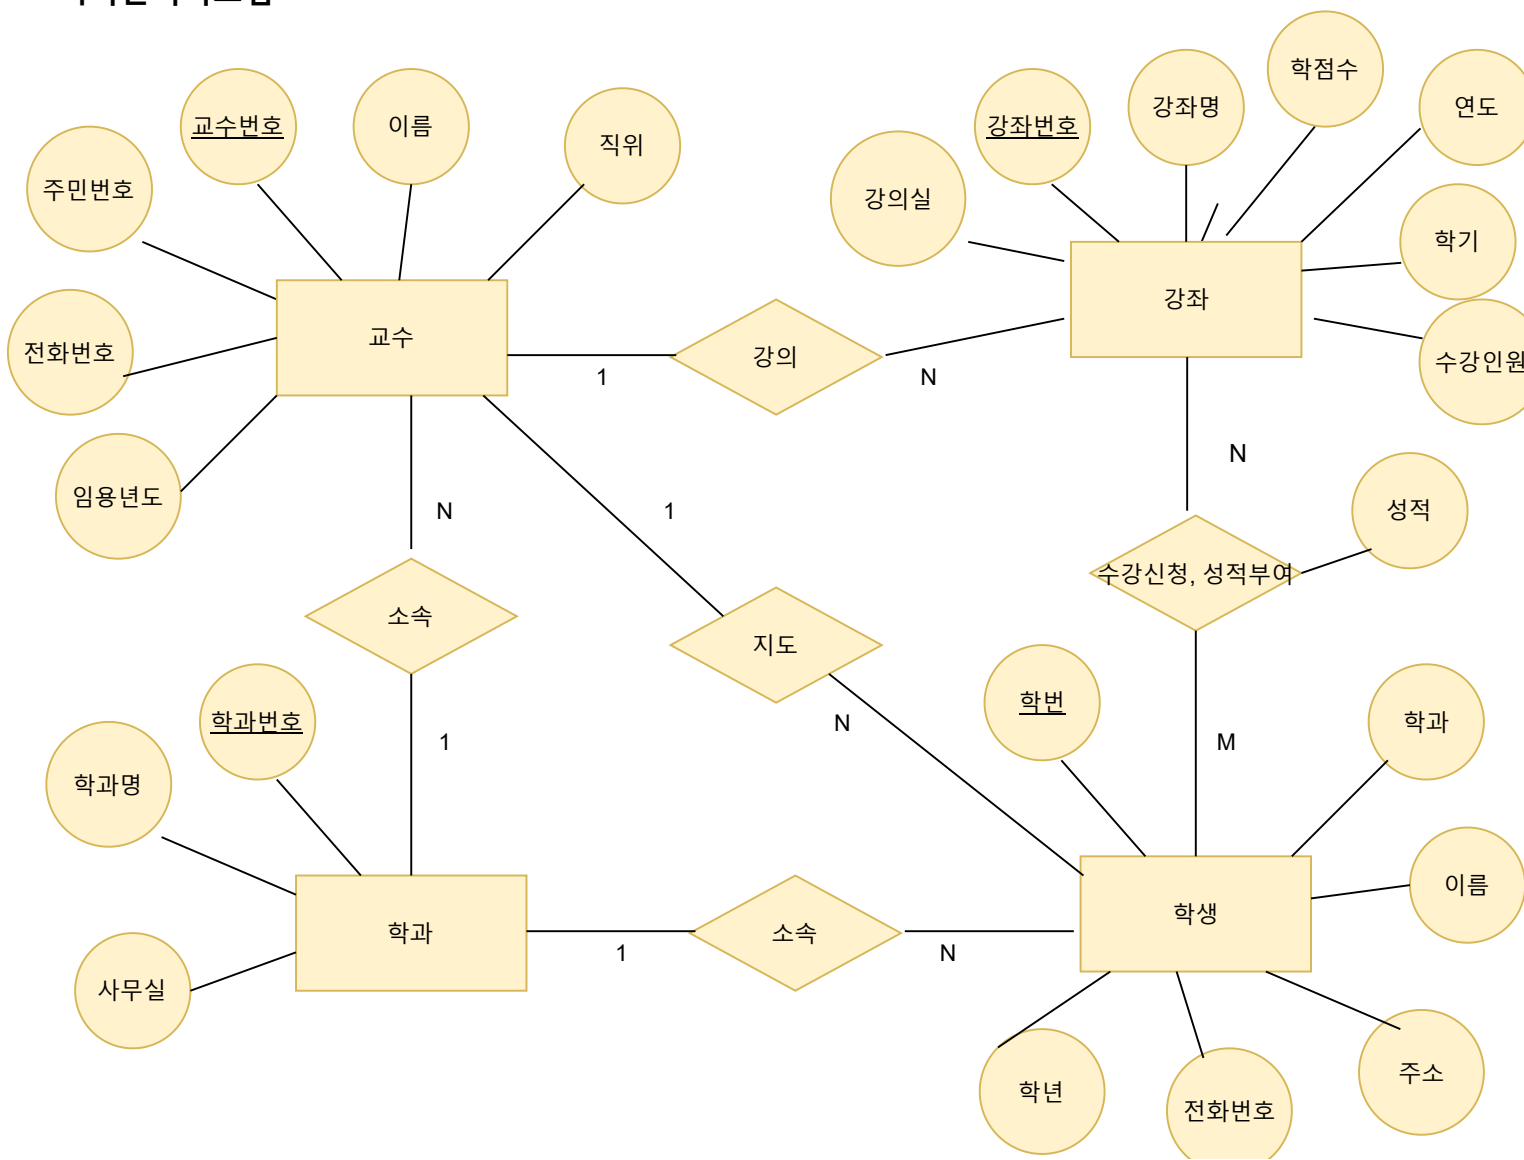 학점수
강좌명
연도
교수번호
이름
강좌번호
직위
주민번호
강의실
학기
강좌
교수
전화번호
강의
수강인원
1
N
N
임용년도
N
1
성적
수강신청, 성적부여
소속
지도
학번
학과번호
N
학과
1
M
학과명
이름
학생
학과
소속
1
N
사무실
주소
학년
전화번호